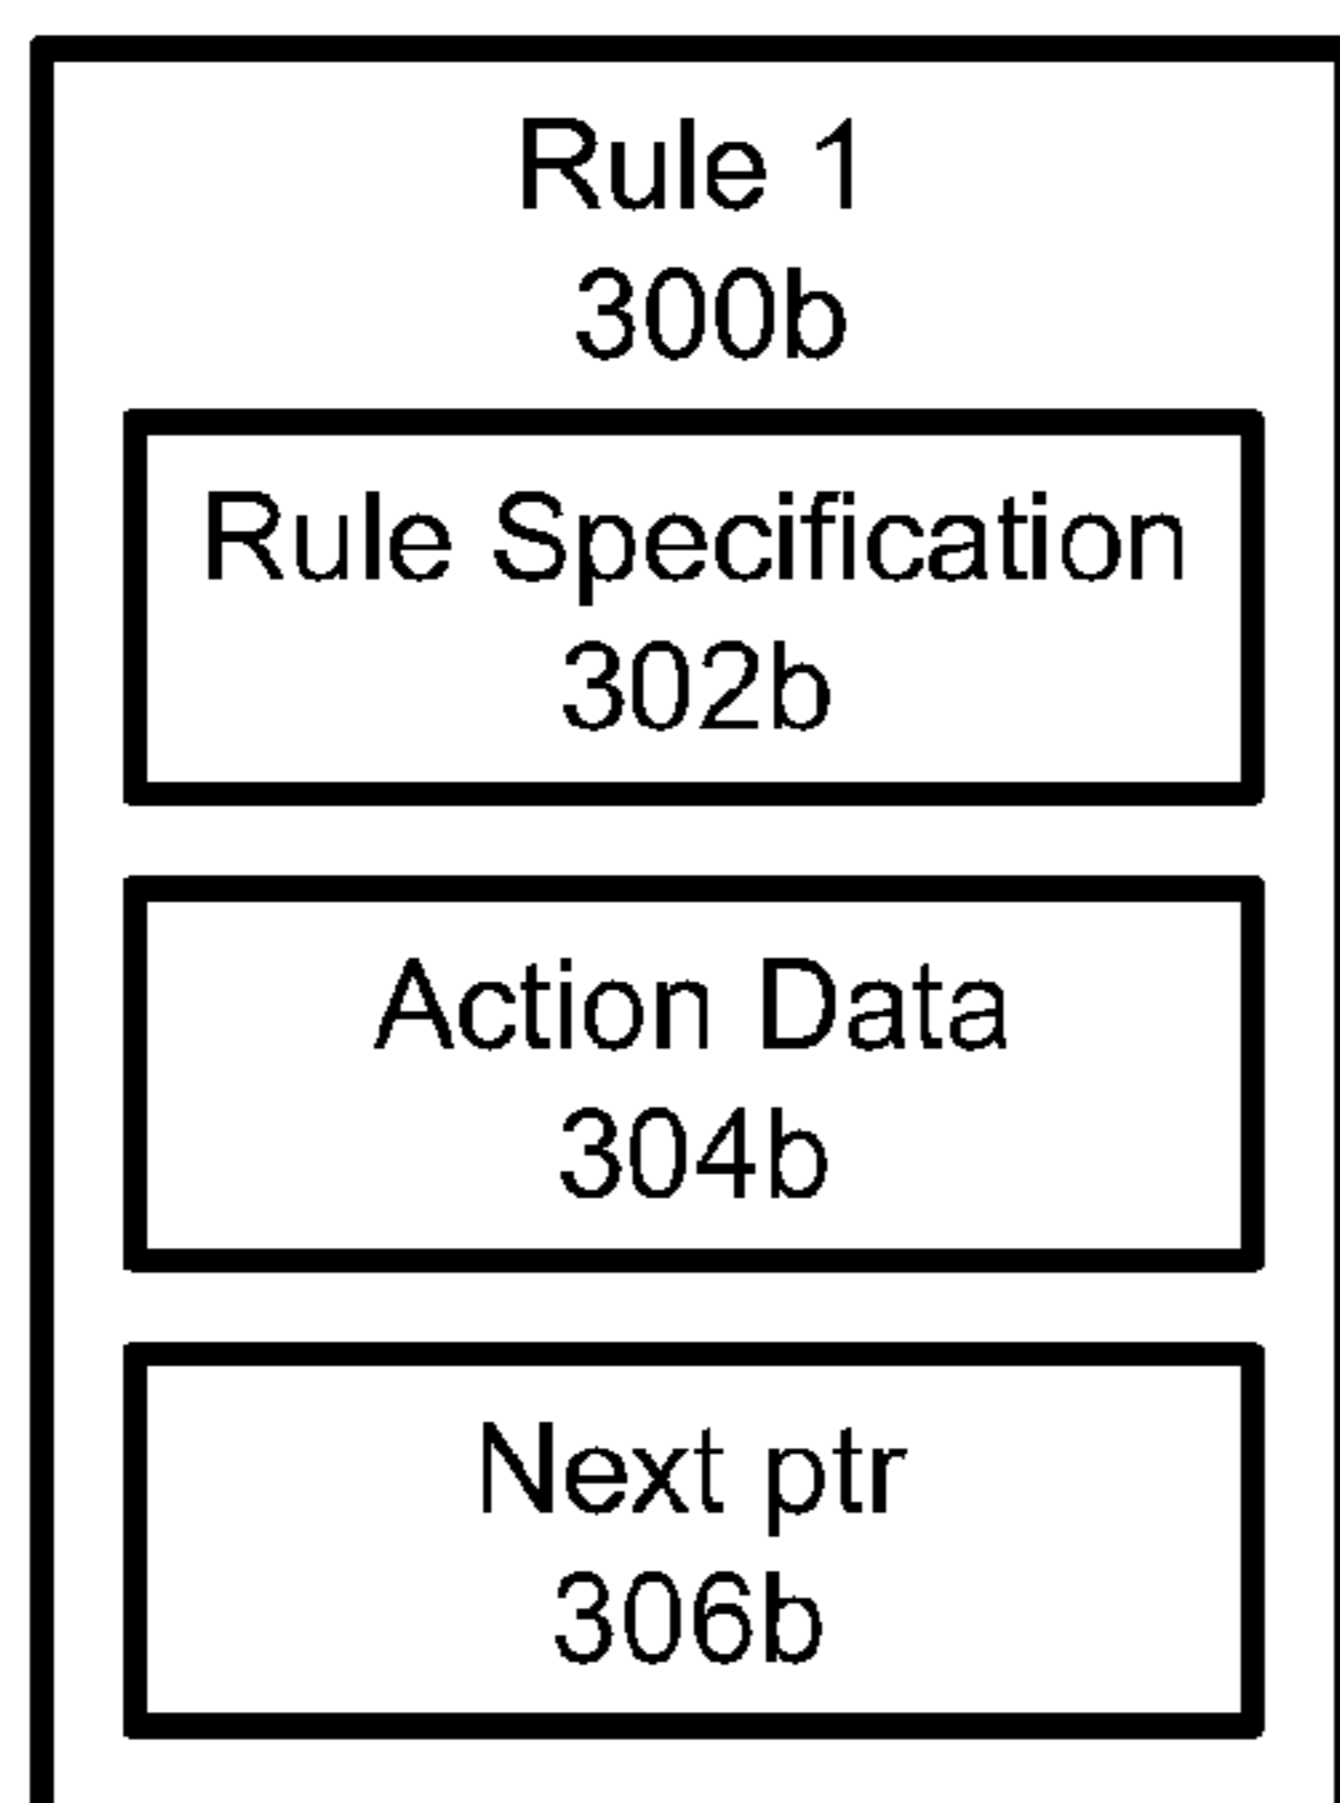 Rule 1
300b
Rule Specification
302b
Action Data
304b
Next ptr
306b